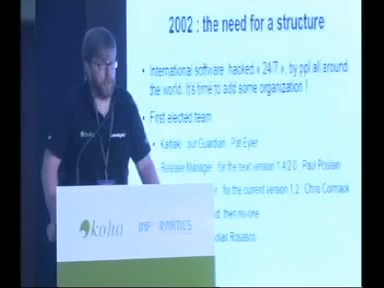 2002 : the need for a structure
• International software hacked « 24/7 », by ppl all around
the world. It's time to add some organization !
• First elected team
Kaitiaki, our Guardian : Pat Eyler
Release Manager for the next version 1.4/2.0 : Paul Poulain
for the current version 1.2 : Chris Cormack
then no-one
Rosasco
koha
INFORMATICS